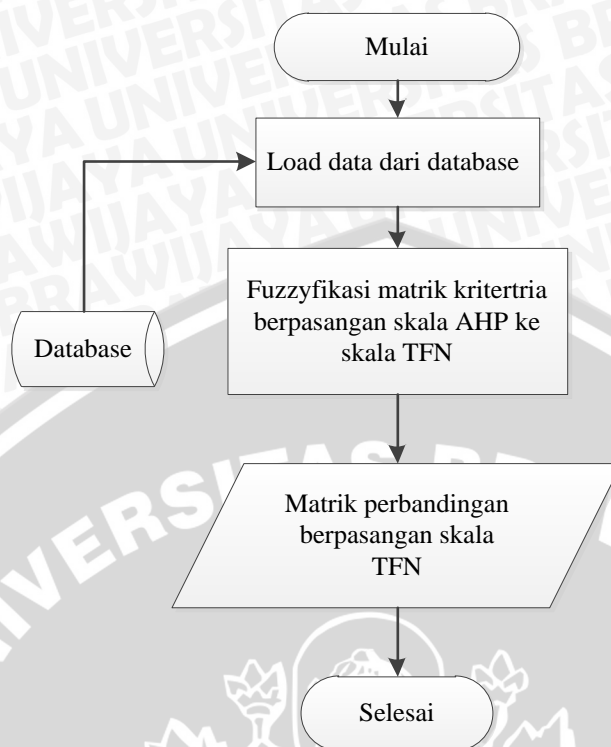 Mulai
Load data dari database
Fuzzyfikasi matrik kritertria
berpasangan skala AHP ke
skala TFN
Database
Matrik perbandingan
berpasangan skala
TFN
Selesai